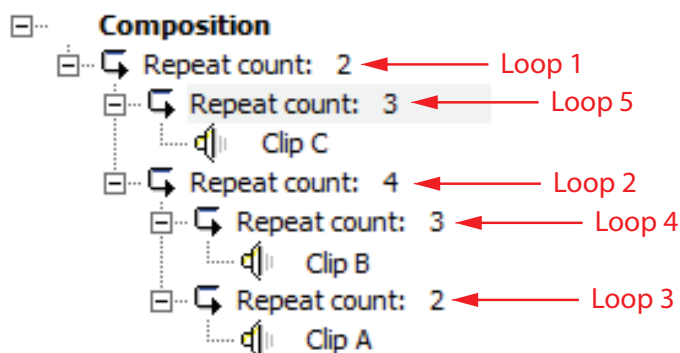 Composition
Repeat count: 2 Loop 1
Repeat count: 3 Loop 5
Clip C
Repeat count: 4 Loop 2
Repeat count: 3 Loop 4
Clip B
Repeat count: 2 Loop 3
Clip A